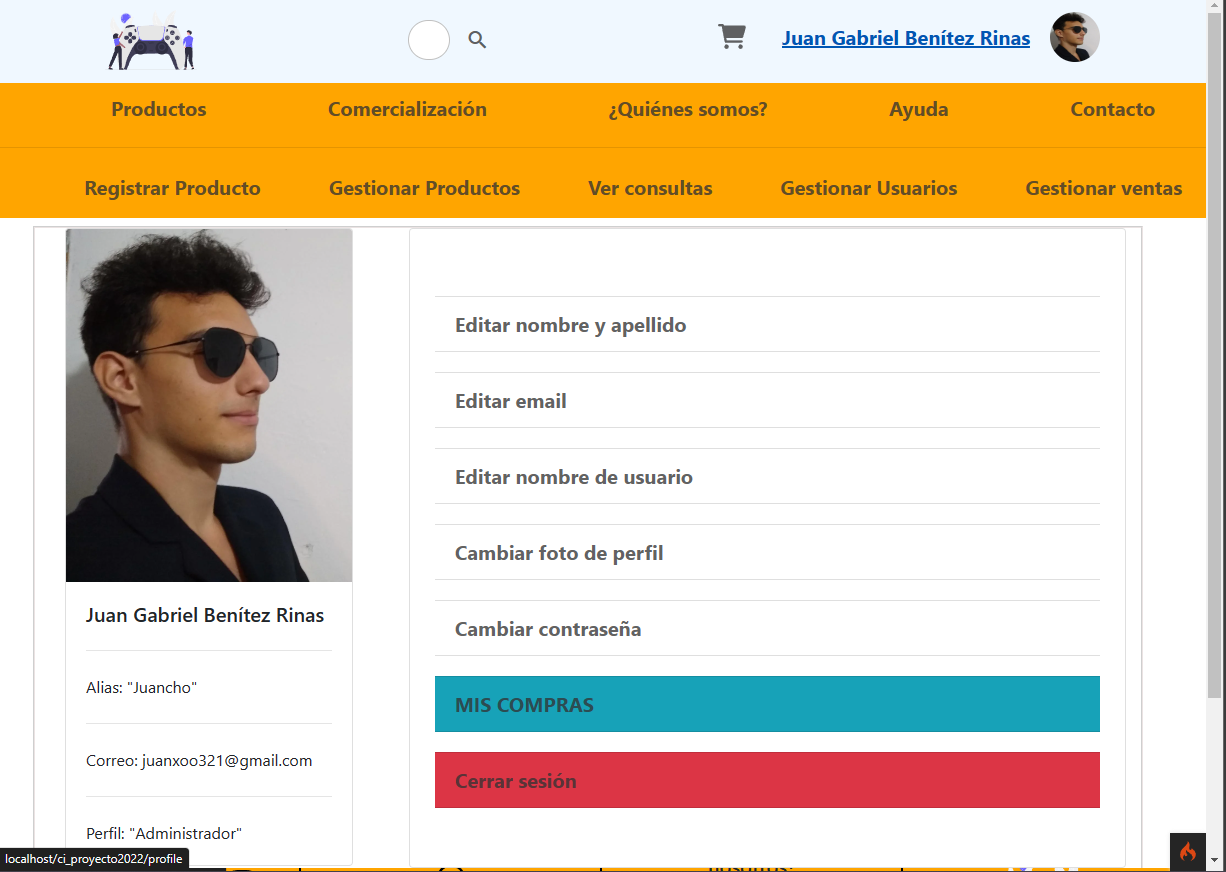 Juan Gabriel Benítez Rinas
Productos
Comercialización
¿Quiénes somos?
Ayuda
Contacto
Registrar Producto
Gestionar Productos
Ver consultas
Gestionar Usuarios
Gestionar ventas
Juan Gabriel Benítez Rinas
Alias: "Juancho"
Correo: juanxoo321@gmail.com
Perfil: "Administrador"
Editar nombre y apellido
Editar email
Editar nombre de usuario
Cambiar foto de perfil
Cambiar contraseña
MIS COMPRAS
Cerrar sesión
localhost/ci_proyecto2022/profile